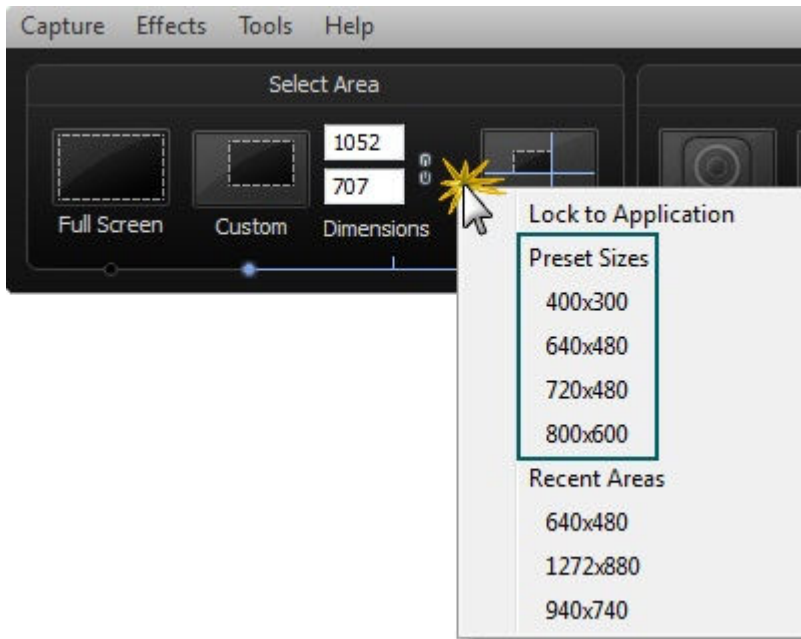 Capture Effects Tools Help
Select Area
1052
707
Full Screen Custom Dimensions
Lock to Application
Preset Sizes
400x300
640x480
720x480
800x600
Recent Areas
640x480
1272x880
940x740